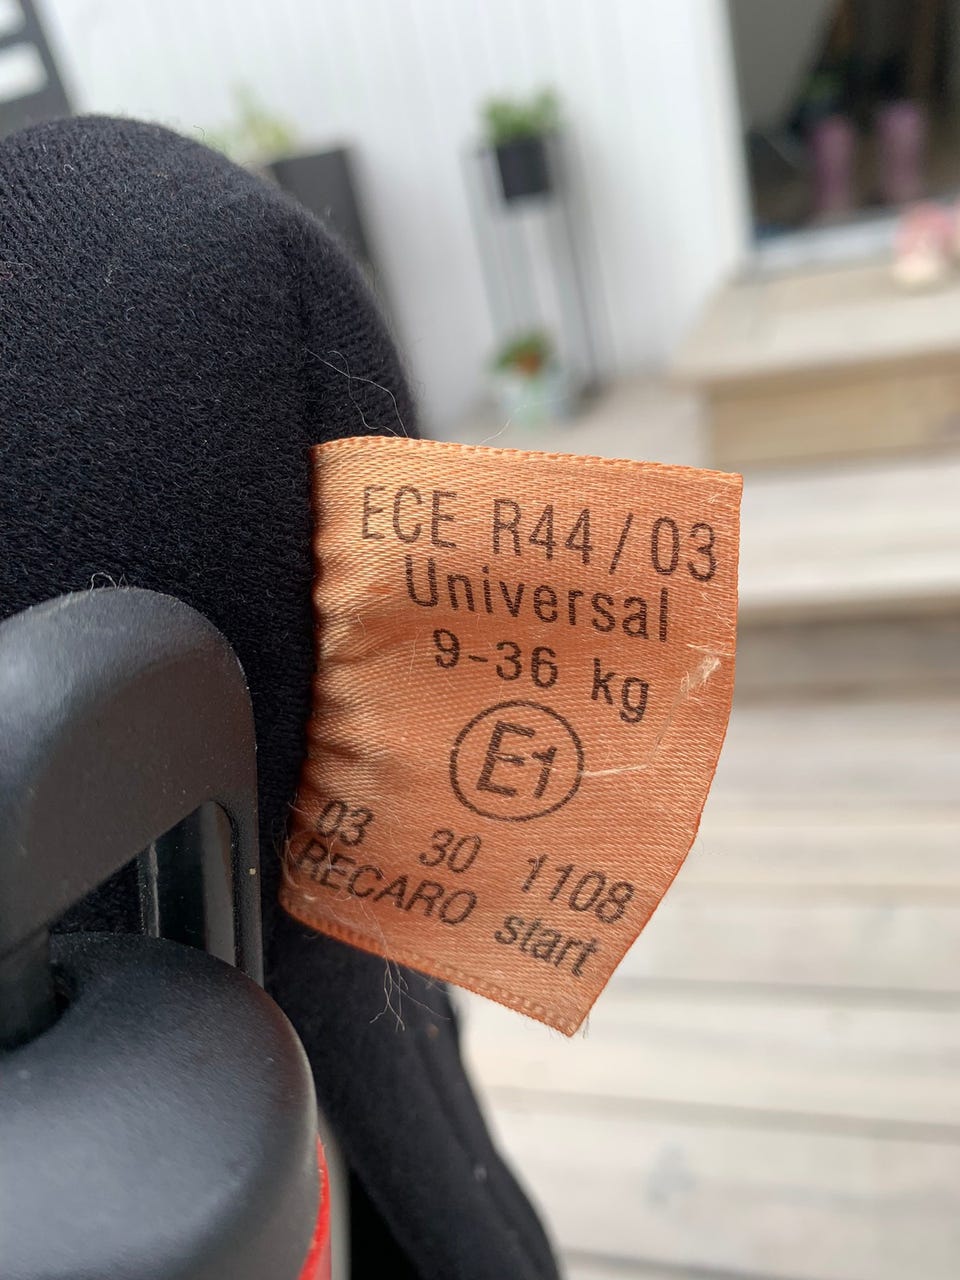 ECE R44/03
Universal
9-36 kg
E1
03 30 1108
RECARO start